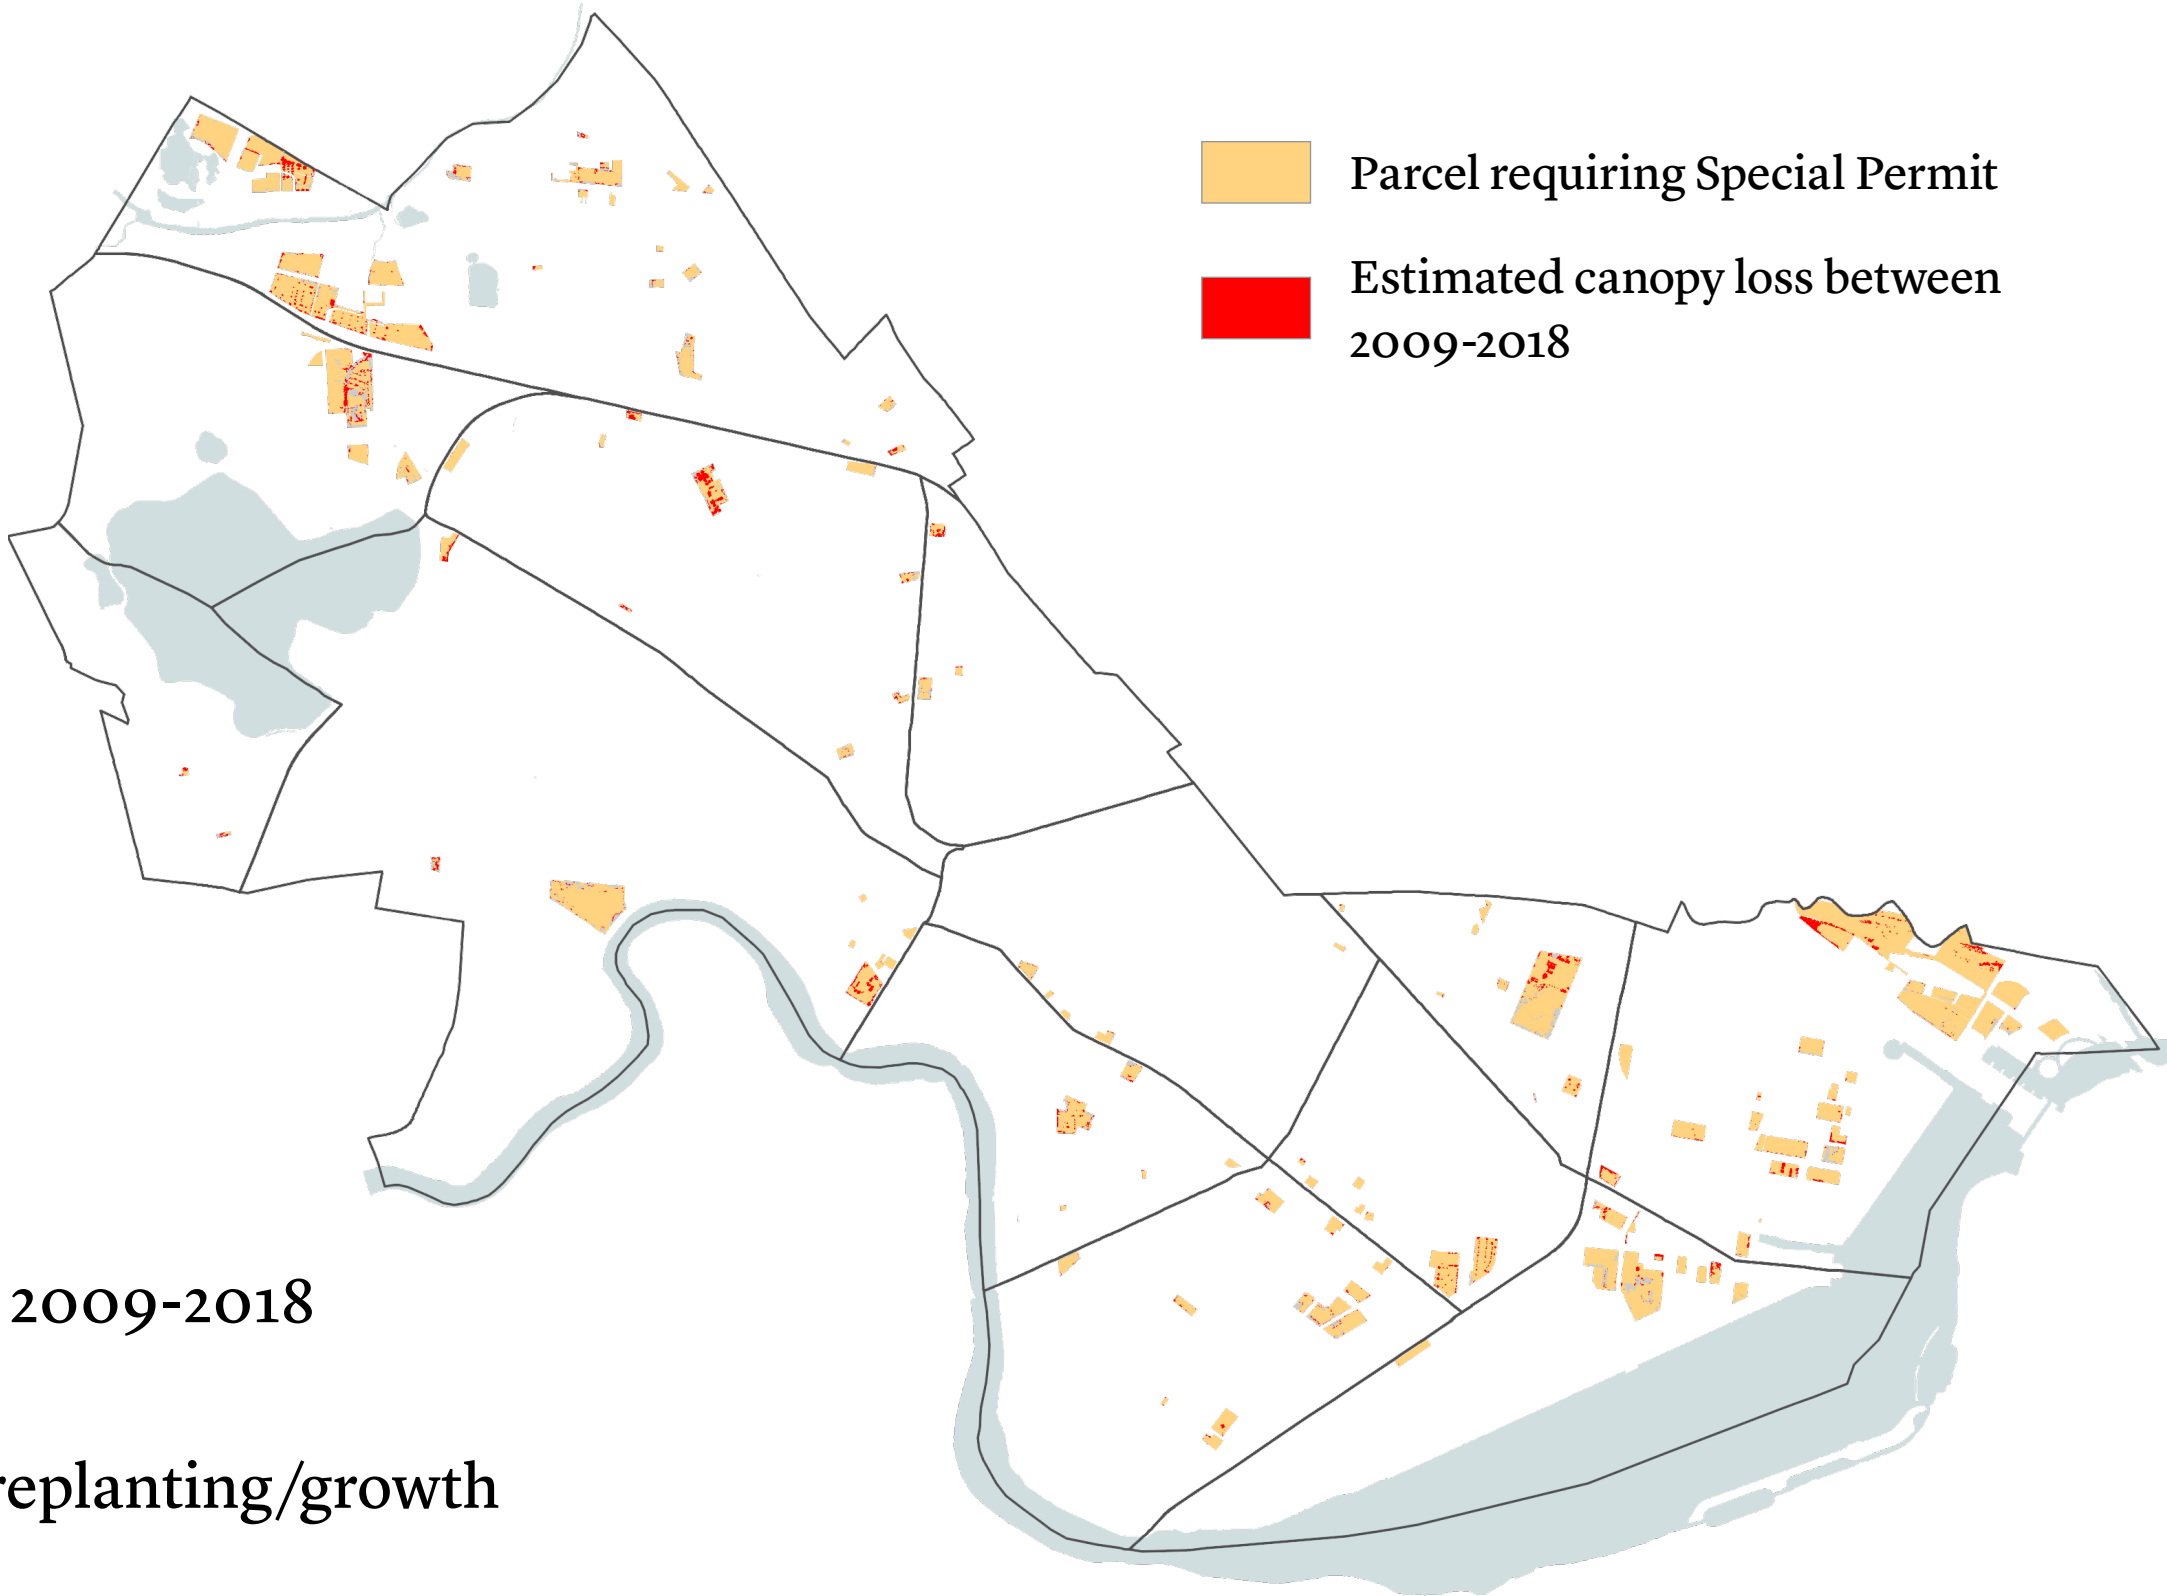 Parcel requiring Special Permit
Estimated canopy loss between
2009-2018
2009-2018
replanting/growth